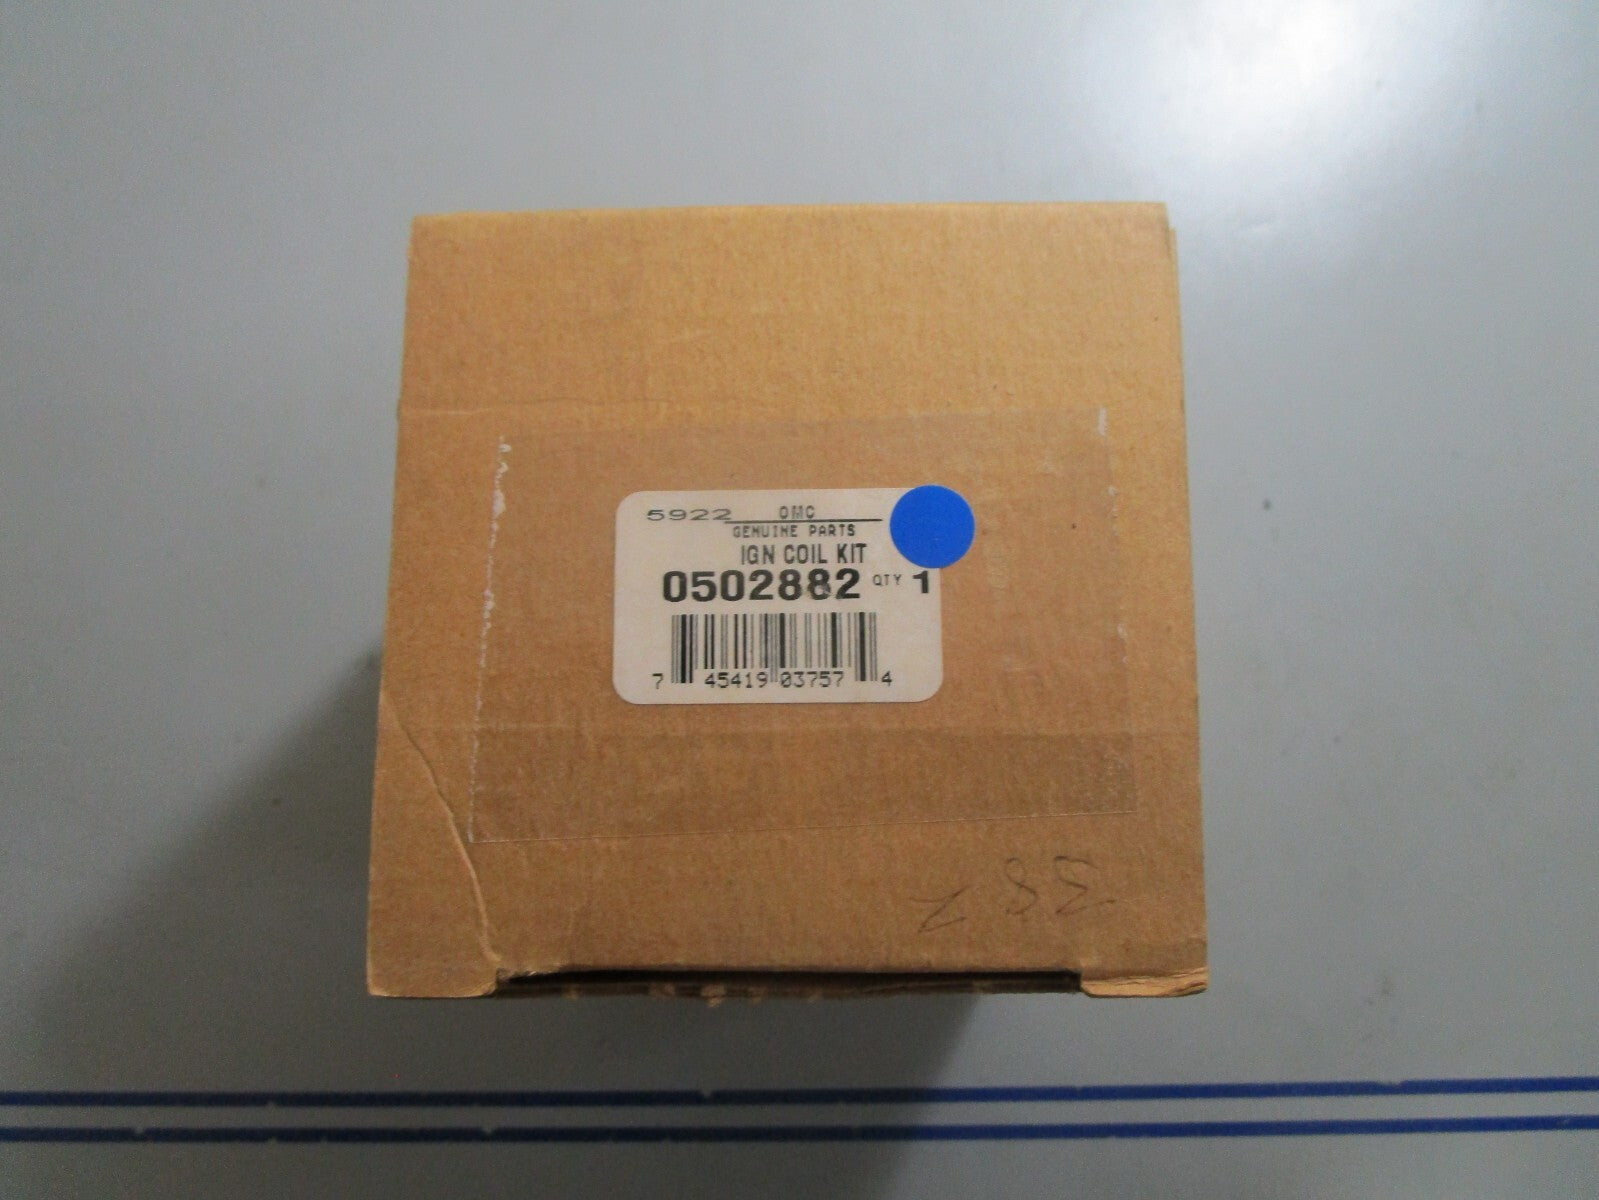 5922 OMC
GENUINE PARTS
IGN COIL KIT
0502882 QTY 1
7 45419 03757 4